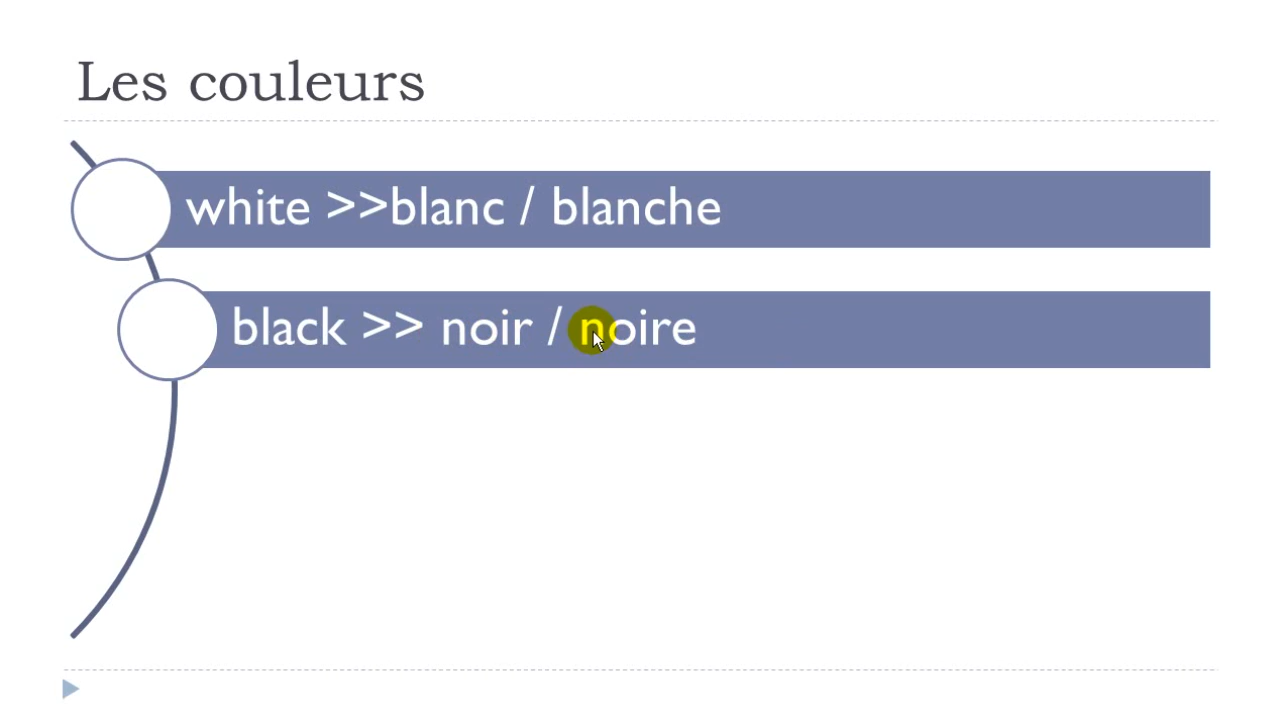 Les couleurs
white >>blanc / blanche
black >> noir / noire